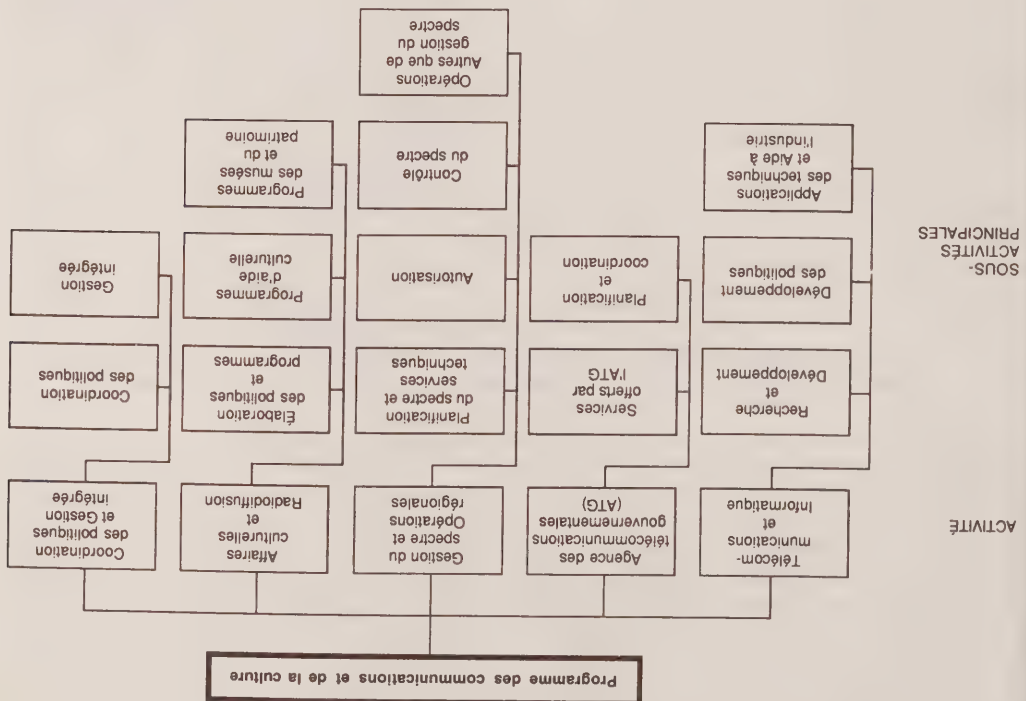 Programme des communications et de la culture
ACTIVITÉ
Télécom-
munications
et
Informatique
Agence des
télécommunications
gouvernementales
(ATG)
Gestion du
spectre et
Opérations
régionales
Affaires
culturelles
et
Radiodiffusion
Coordination
des politiques
et Gestion
intégrée
SOUS-
ACTIVITÉS
PRINCIPALES
Recherche
et
Développement
Services
offerts par
l'ATG
Planification
du spectre et
services
techniques
Élaboration
des politiques
et
programmes
Coordination
des politiques
Développement
des politiques
Planification
et
coordination
Autorisation
Programmes
d'aide
culturelle
Gestion
intégrée
Applications
des techniques
et Aide à
l'industrie
Contrôle
du spectre
Programmes
des musées
et du
patrimoine
Opérations
Autres que de
gestion du
spectre